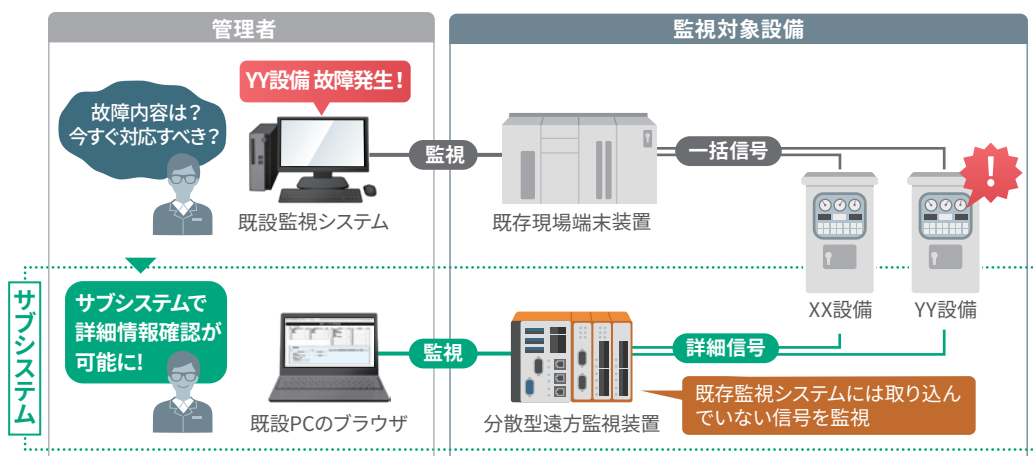 管理者
監視対象設備
YY設備 故障発生！
故障内容は？
今すぐ対応すべき？
監視
一括信号
!
既設監視システム
既存現場端末装置
XX設備
YY設備
サブシステム
サブシステムで
詳細情報確認が
可能に!
監視
詳細信号
既存監視システムには取り込ん
でいない信号を監視
既設PCのブラウザ
分散型遠方監視装置